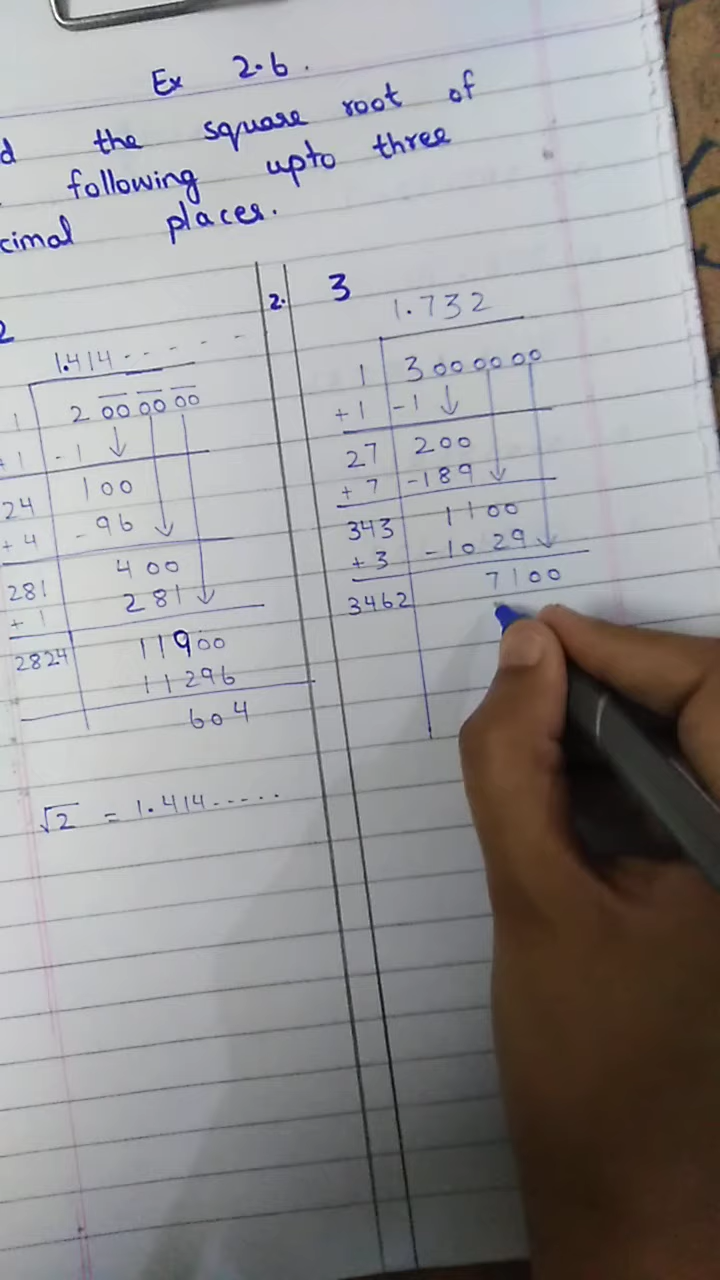 Ex 2.6.
d the square root of
following upto three
cimal places.
2
1.414......
1 2 00 00 00
+1 -1
24 100
+4 -96
281 400
+1 281
2824 11900
11296
604
√2 = 1.414.....
2. 3
1.732
1 3 00 00 00
+1 -1
27 200
+7 -189
343 1100
+3 -1029
3462 7100